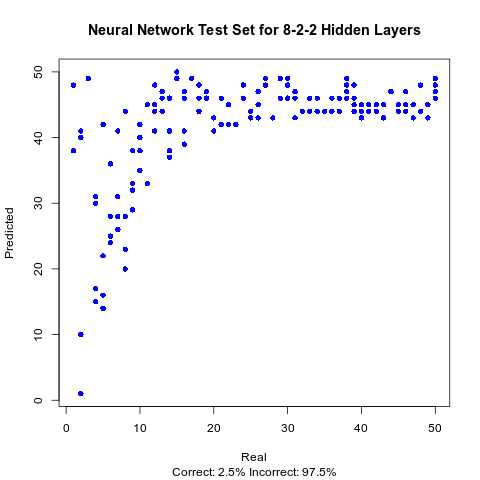 Neural Network Test Set for 8-2-2 Hidden Layers
Predicted
50
40
30
20
10
0
0 10 20 30 40 50
Real
Correct: 2.5% Incorrect: 97.5%